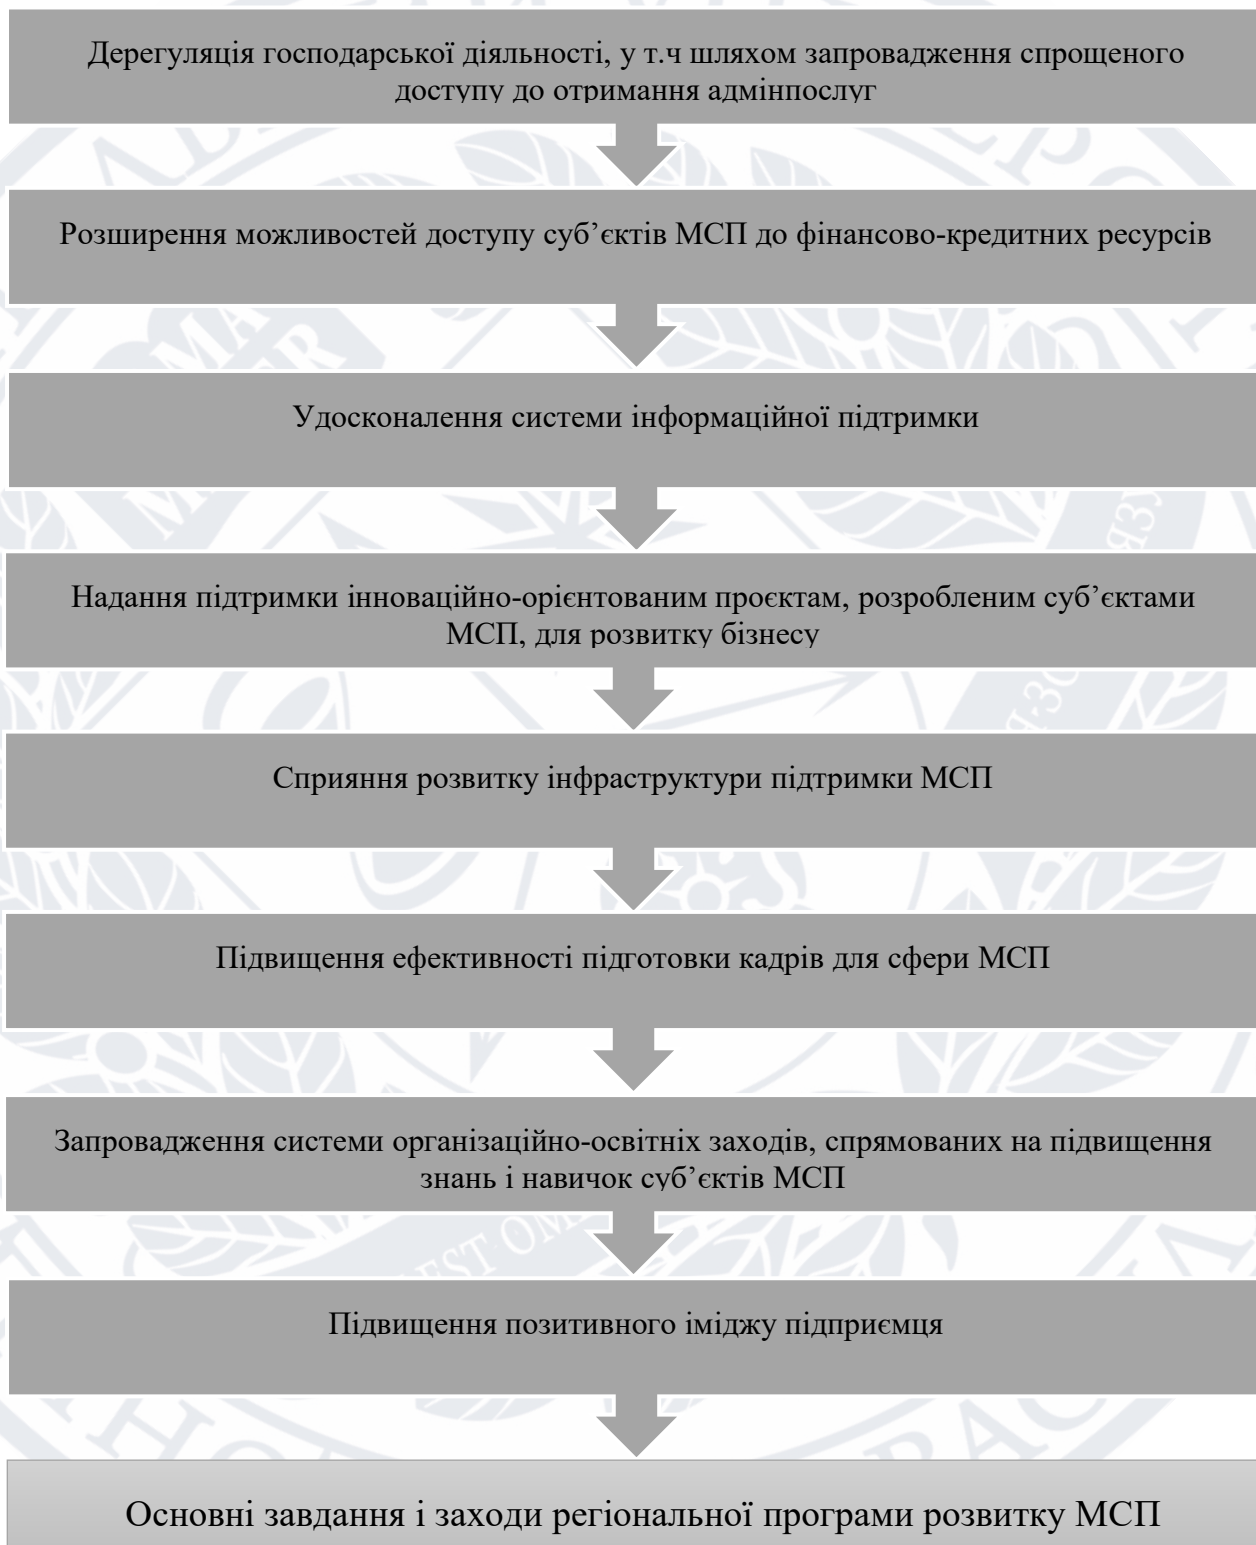 Дерегуляція господарської діяльності, у т.ч шляхом запровадження спрощеного
доступу до отримання адмінпослуг
Розширення можливостей доступу суб’єктів МСП до фінансово-кредитних ресурсів
Удосконалення системи інформаційної підтримки
Надання підтримки інноваційно-орієнтованим проєктам, розробленим суб’єктами
МСП, для розвитку бізнесу
Сприяння розвитку інфраструктури підтримки МСП
Підвищення ефективності підготовки кадрів для сфери МСП
Запровадження системи організаційно-освітніх заходів, спрямованих на підвищення
знань і навичок суб’єктів МСП
Підвищення позитивного іміджу підприємця
Основні завдання і заходи регіональної програми розвитку МСП